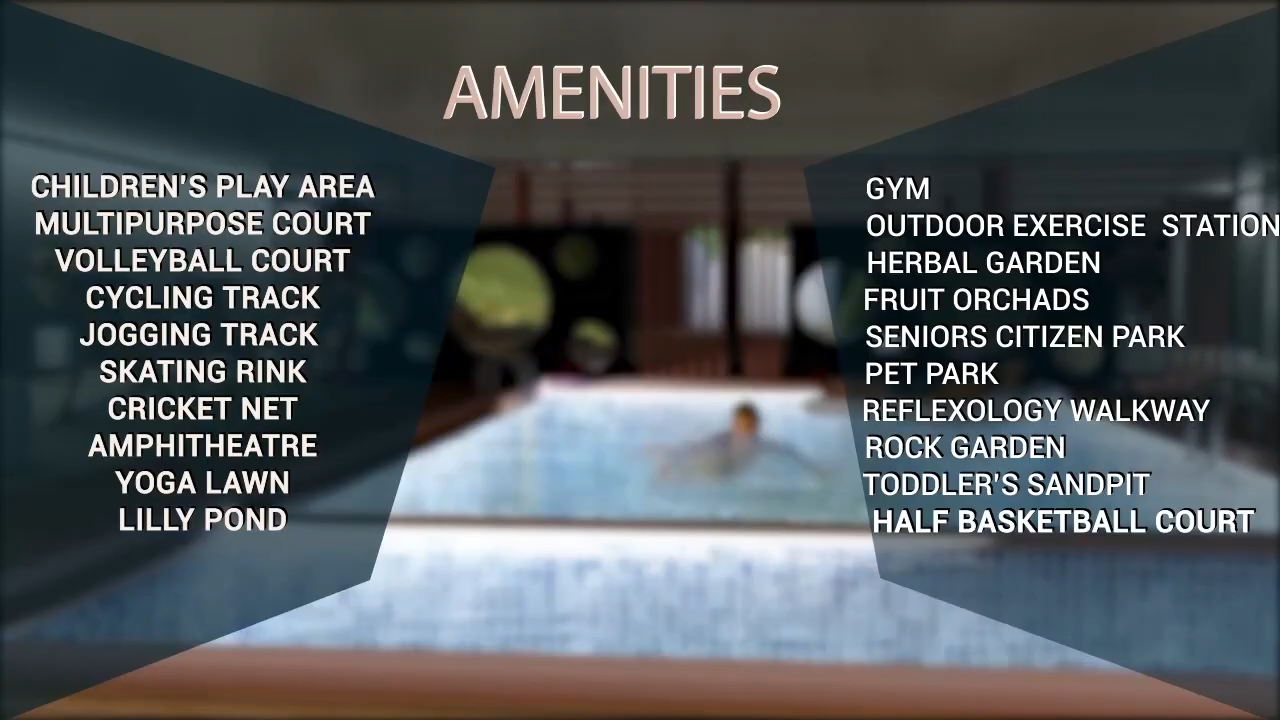 AMENITIES
CHILDREN'S PLAY AREA
MULTIPURPOSE COURT
VOLLEYBALL COURT
CYCLING TRACK
JOGGING TRACK
SKATING RINK
CRICKET NET
AMPHITHEATRE
YOGA LAWN
LILLY POND
GYM
OUTDOOR EXERCISE STATION
HERBAL GARDEN
FRUIT ORCHADS
SENIORS CITIZEN PARK
PET PARK
REFLEXOLOGY WALKWAY
ROCK GARDEN
TODDLER'S SANDPIT
HALF BASKETBALL COURT